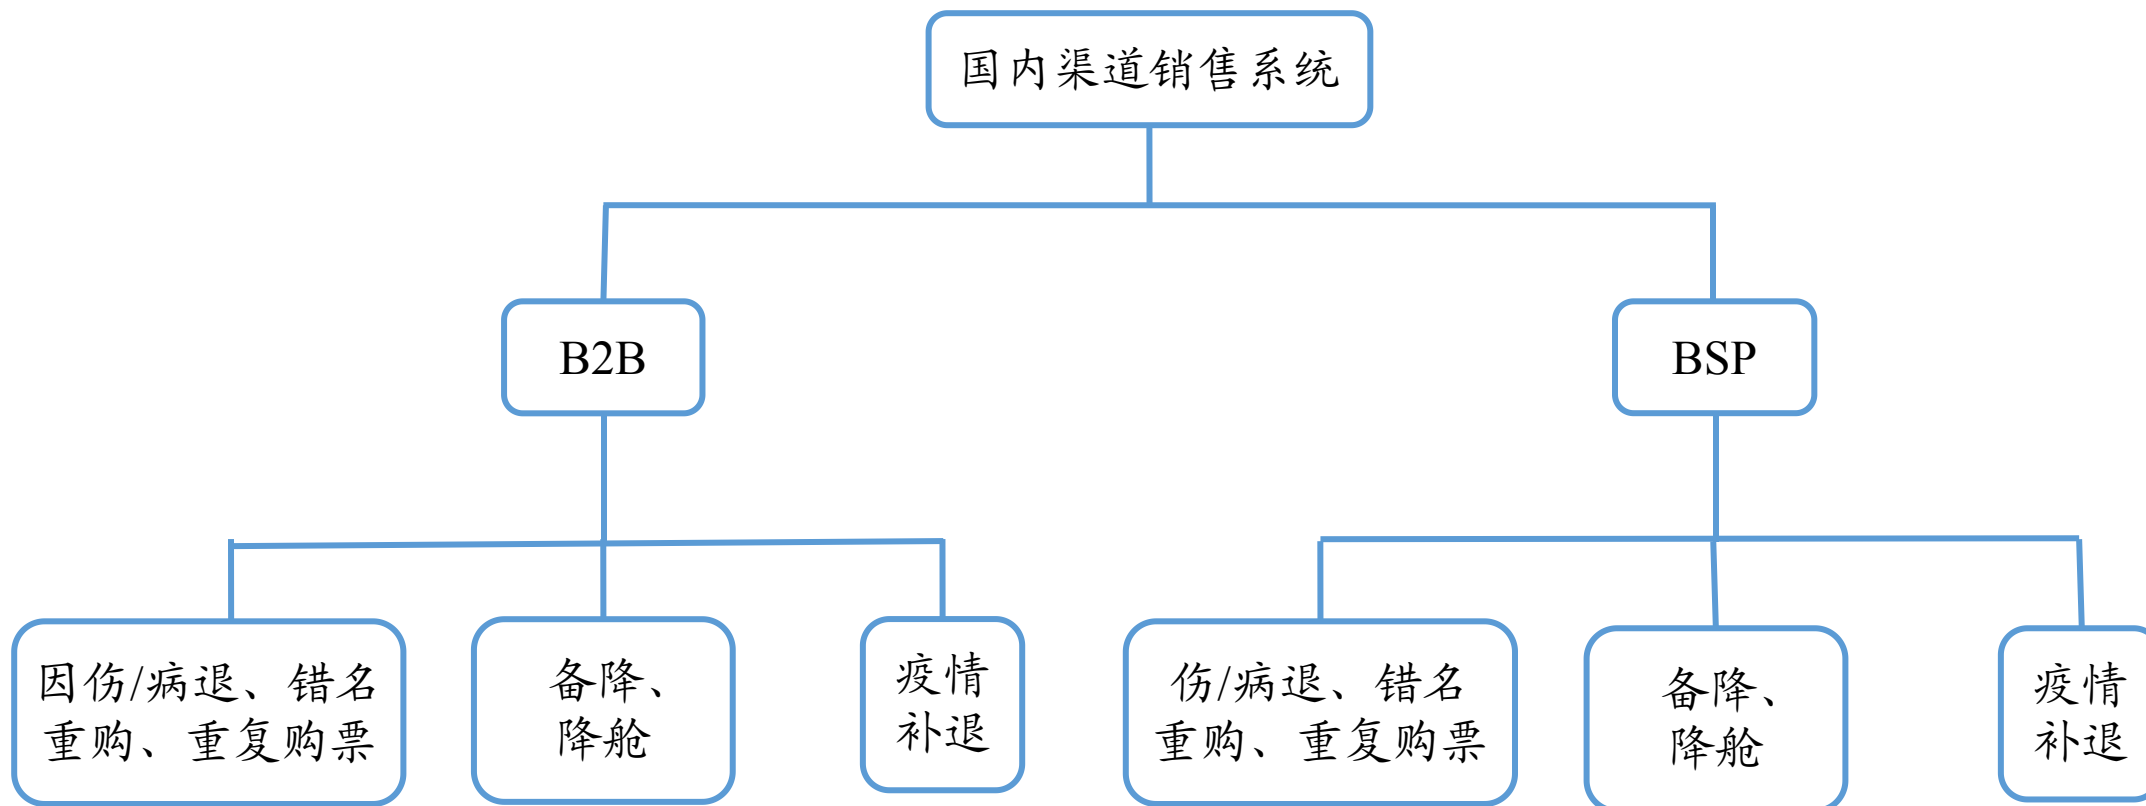 国内渠道销售系统
B2B
BSP
因伤/病退、错名
重购、重复购票
备降、
降舱
疫情
补退
伤/病退、错名
重购、重复购票
备降、
降舱
疫情
补退